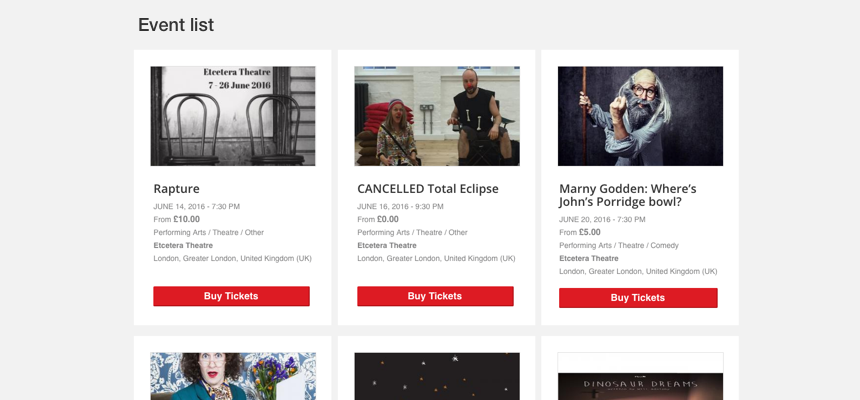 Event list
Etcetera Theatre
7 - 26 June 2016
Rapture
JUNE 14, 2016 - 7:30 PM
From £10.00
Performing Arts / Theatre / Other
Etcetera Theatre
London, Greater London, United Kingdom (UK)
Buy Tickets
CANCELLED Total Eclipse
JUNE 16, 2016 - 9:30 PM
From £0.00
Performing Arts / Theatre / Other
Etcetera Theatre
London, Greater London, United Kingdom (UK)
Buy Tickets
Marny Godden: Where's
John's Porridge bowl?
JUNE 20, 2016 - 7:30 PM
From £5.00
Performing Arts / Theatre / Comedy
Etcetera Theatre
London, Greater London, United Kingdom (UK)
Buy Tickets
DINOSAUR DREAMS